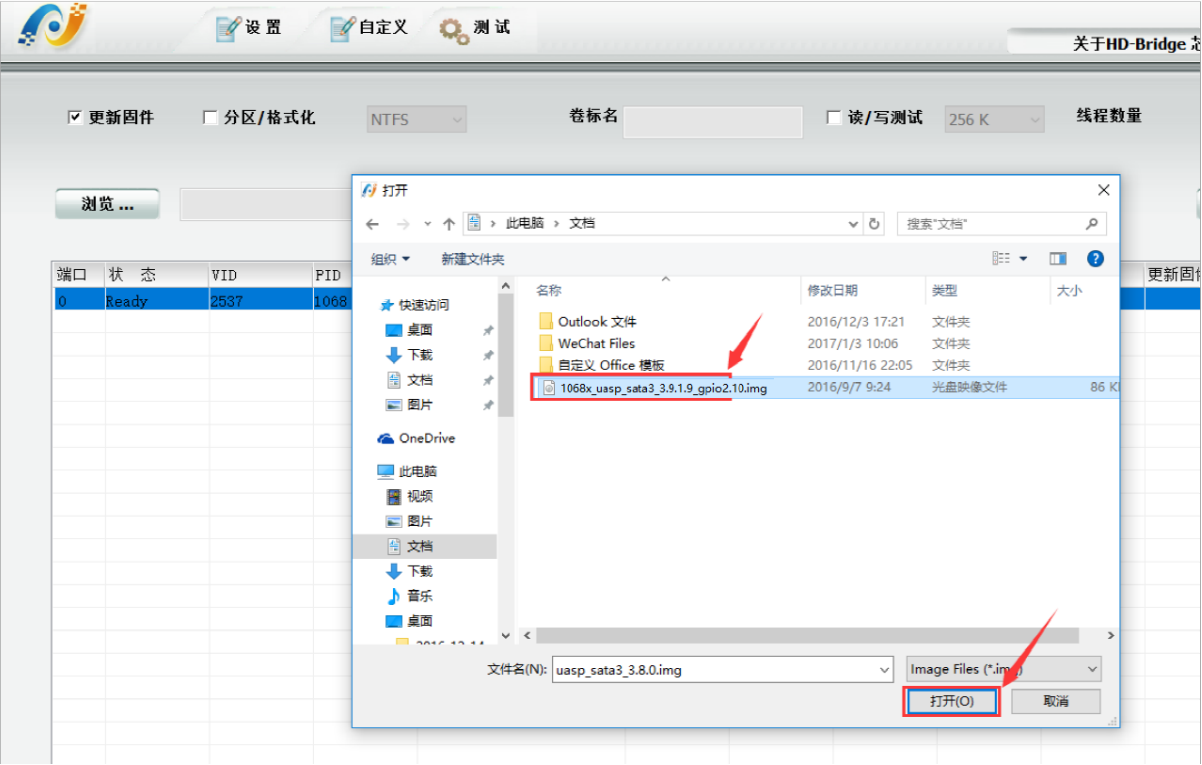 设 置 自定义 测 试
关于HD-Bridge
更新固件 分区/格式化 NTFS 卷标名 读/写测试 256 K 线程数量
浏览 ...
打开
此电脑 文档 搜索"文档"
组织 新建文件夹
端口 状 态 VID PID 更新固件
0 Ready 2537 1068
名称 修改日期 类型 大小
快速访问
桌面
下载
文档
图片
OneDrive
此电脑
视频
图片
文档
下载
音乐
桌面
Outlook 文件 2016/12/3 17:21 文件夹
WeChat Files 2017/1/3 10:06 文件夹
自定义 Office 模板 2016/11/16 22:05 文件夹
1068x_uasp_sata3_3.9.1.9_gpio2.10.img 2016/9/7 9:24 光盘映像文件 86 K
文件名(N): uasp_sata3_3.8.0.img Image Files (*.img)
打开(O) 取消